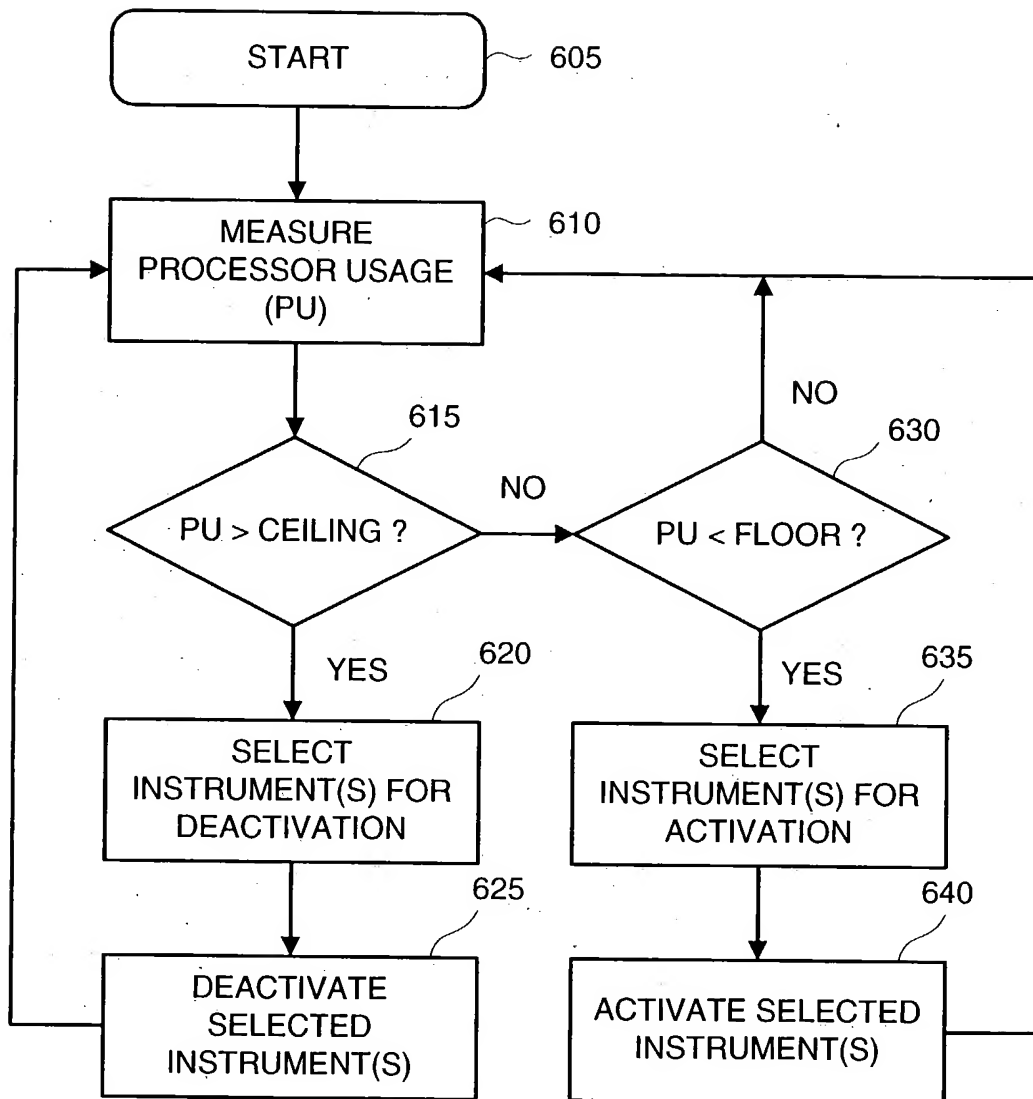 START
605
MEASURE
PROCESSOR USAGE
(PU)
610
615
PU > CEILING ?
NO
630
PU < FLOOR ?
NO
YES
620
SELECT
INSTRUMENT(S) FOR
DEACTIVATION
YES
635
SELECT
INSTRUMENT(S) FOR
ACTIVATION
625
DEACTIVATE
SELECTED
INSTRUMENT(S)
640
ACTIVATE SELECTED
INSTRUMENT(S)